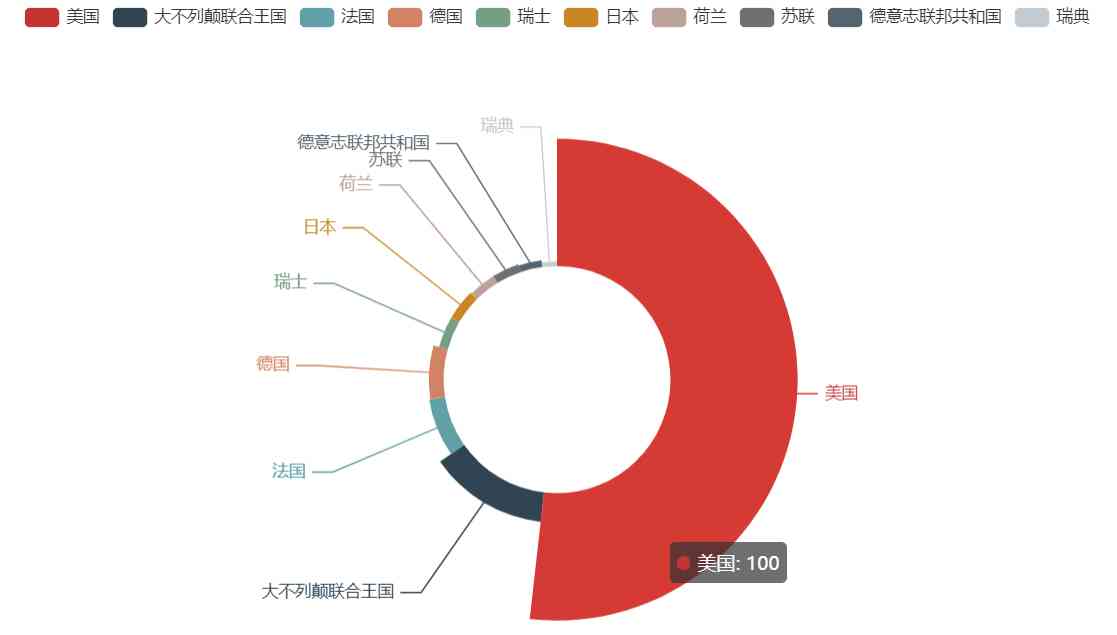 美国 大不列颠联合王国 法国 德国 瑞士 日本 荷兰 苏联 德意志联邦共和国 瑞典
瑞典
德意志联邦共和国
苏联
荷兰
日本
瑞士
德国
美国
法国
美国: 100
大不列颠联合王国